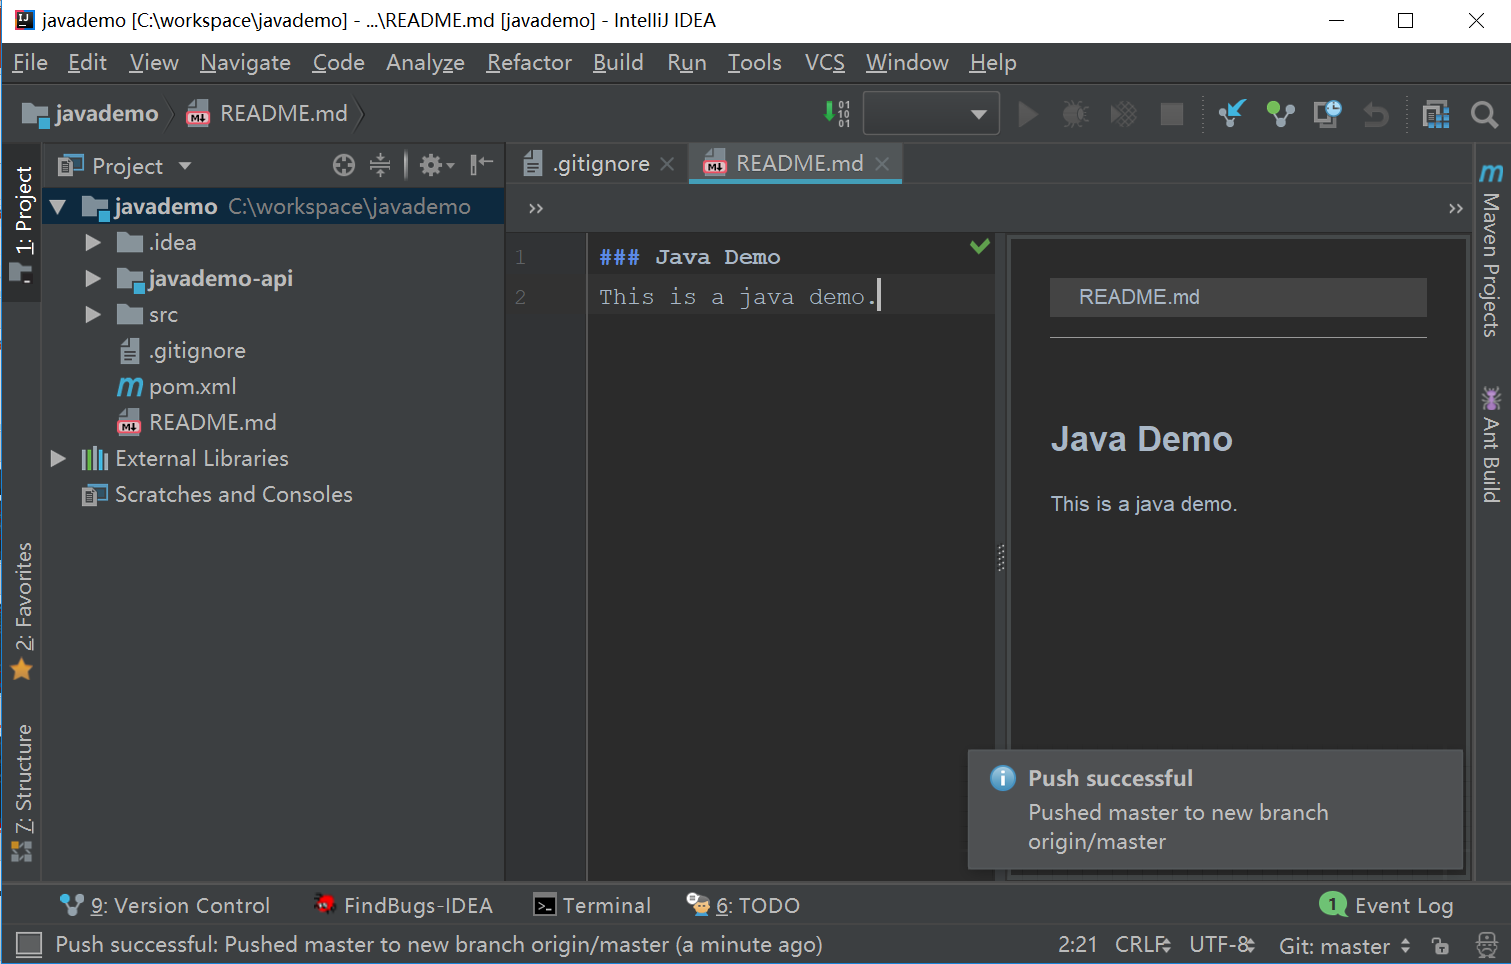 javademo [C:\workspace\javademo] - ...\README.md [javademo] - IntelliJ IDEA
File Edit View Navigate Code Analyze Refactor Build Run Tools VCS Window Help
javademo README.md
Project
.gitignore README.md
1: Project
2: Favorites
7: Structure
javademo C:\workspace\javademo
.idea
javademo-api
src
.gitignore
pom.xml
README.md
External Libraries
Scratches and Consoles
1 ### Java Demo
2 This is a java demo.
README.md
Java Demo
This is a java demo.
Maven Projects
Ant Build
Push successful
Pushed master to new branch
origin/master
9: Version Control FindBugs-IDEA Terminal 6: TODO 1 Event Log
Push successful: Pushed master to new branch origin/master (a minute ago) 2:21 CRLF UTF-8 Git: master